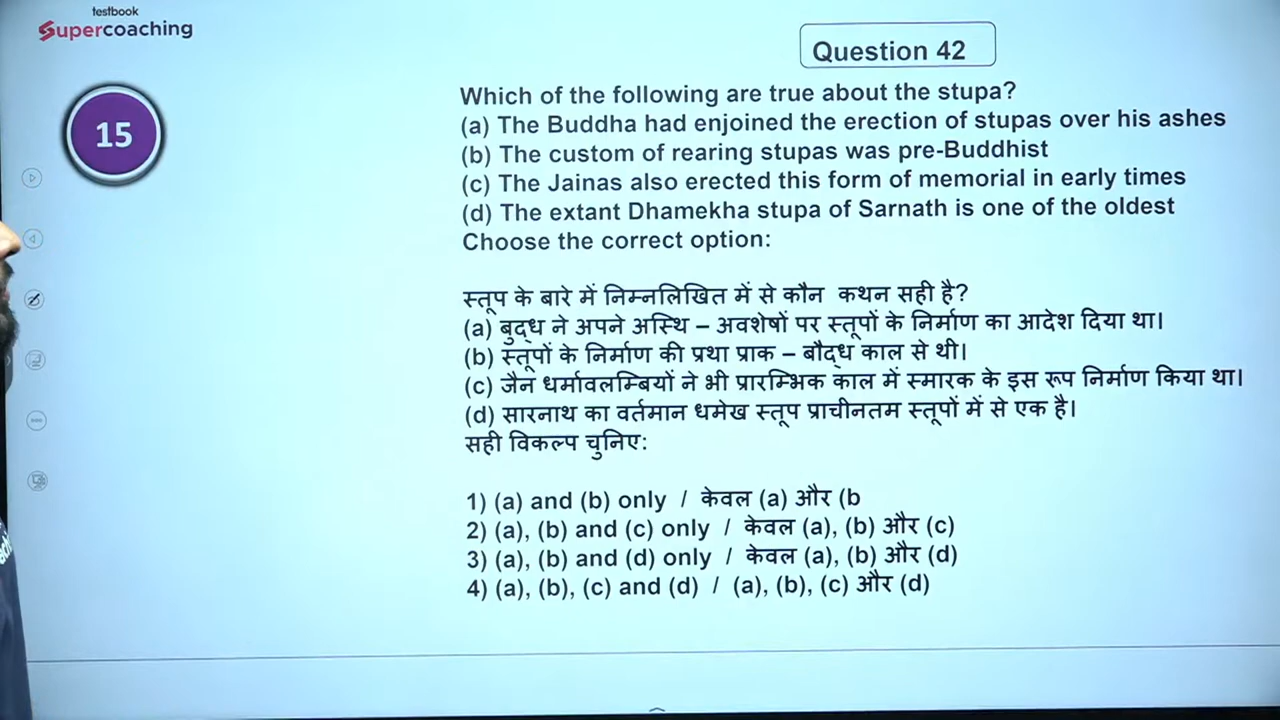 testbook
Supercoaching
Question 42
15
Which of the following are true about the stupa?
(a) The Buddha had enjoined the erection of stupas over his ashes
(b) The custom of rearing stupas was pre-Buddhist
(c) The Jainas also erected this form of memorial in early times
(d) The extant Dhamekha stupa of Sarnath is one of the oldest
Choose the correct option:
स्तूप के बारे में निम्नलिखित में से कौन कथन सही है?
(a) बुद्ध ने अपने अस्थि – अवशेषों पर स्तूपों के निर्माण का आदेश दिया था।
(b) स्तूपों के निर्माण की प्रथा प्राक – बौद्ध काल से थी।
(c) जैन धर्मावलम्बियों ने भी प्रारम्भिक काल में स्मारक के इस रूप निर्माण किया था।
(d) सारनाथ का वर्तमान धमेख स्तूप प्राचीनतम स्तूपों में से एक है।
सही विकल्प चुनिए:
1) (a) and (b) only / केवल (a) और (b
2) (a), (b) and (c) only / केवल (a), (b) और (c)
3) (a), (b) and (d) only / केवल (a), (b) और (d)
4) (a), (b), (c) and (d) / (a), (b), (c) और (d)